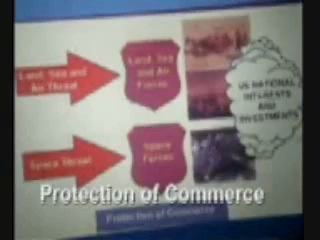 Land, Sea and
Air Threat
Land, Sea
and Air
Forces
US NATIONAL
INTERESTS
AND
INVESTMENTS
Space Threat
Space
Forces
Protection of Commerce
Protection of Commerce